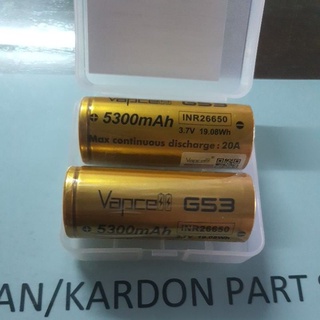 Vapcell G53
5300mAh INR26650
3.7V 19.08Wh
Max continuous discharge: 20A
Vapcell G53
5300mAh INR26650
AN/KARDON PART